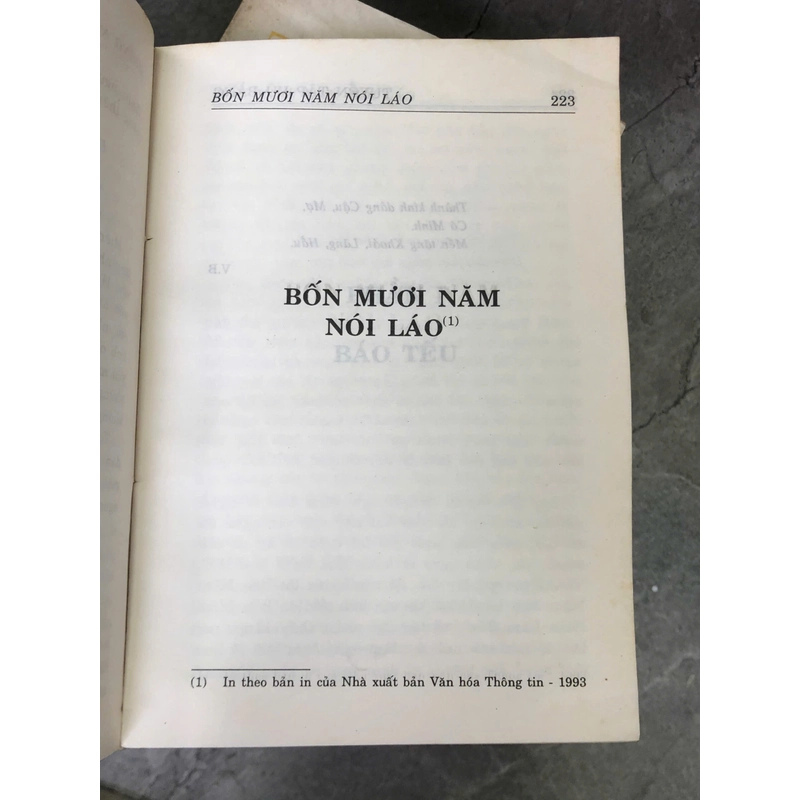 BỐN MƯƠI NĂM NÓI LÁO 223
BỐN MƯƠI NĂM
NÓI LÁO(1)
(1) In theo bản in của Nhà xuất bản Văn hóa Thông tin - 1993